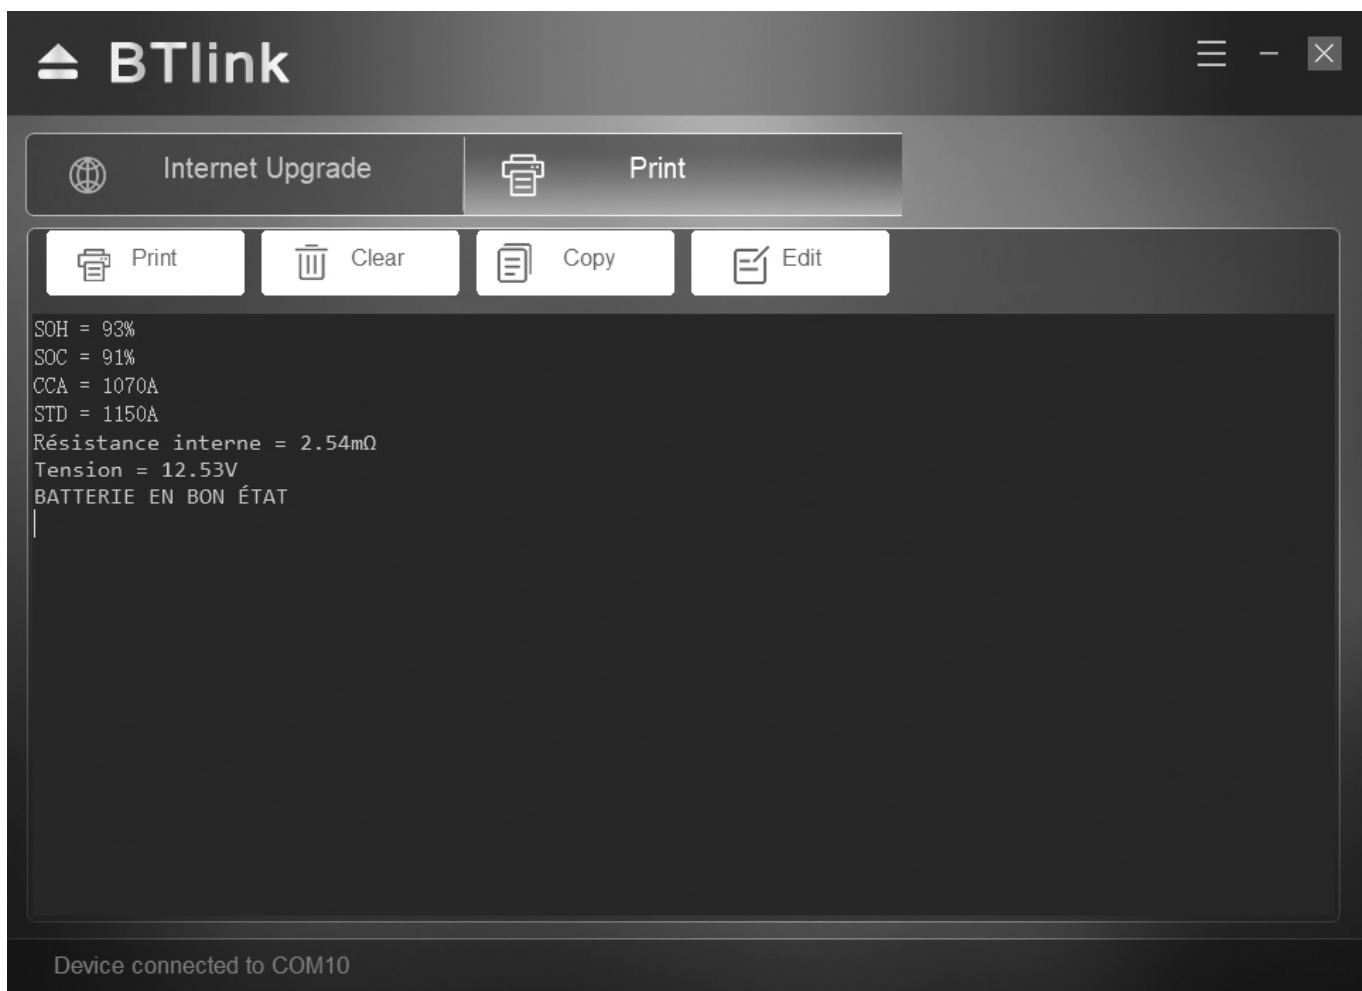 BTlink
Internet Upgrade
Print
Print
Clear
Copy
Edit
SOH = 93%
SOC = 91%
CCA = 1070A
STD = 1150A
Résistance interne = 2.54mΩ
Tension = 12.53V
BATTERIE EN BON ÉTAT
Device connected to COM10